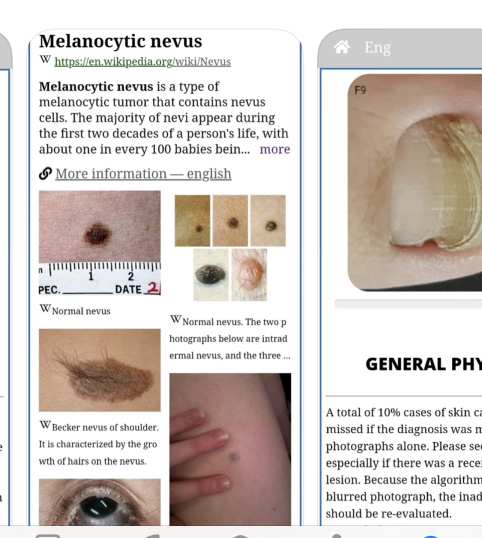 Melanocytic nevus
W https://en.wikipedia.org/wiki/Nevus
Melanocytic nevus is a type of
melanocytic tumor that contains nevus
cells. The majority of nevi appear during
the first two decades of a person's life, with
about one in every 100 babies bein... more
More information — english
1 2
PEC. DATE 2
W Normal nevus
W Becker nevus of shoulder.
It is characterized by the gro
wth of hairs on the nevus.
W Normal nevus. The two p
hotographs below are intrad
ermal nevus, and the three ...
Eng
F9
GENERAL PHY
A total of 10% cases of skin ca
missed if the diagnosis was m
photographs alone. Please see
especially if there was a rece
lesion. Because the algorithm
blurred photograph, the inad
should be re-evaluated.